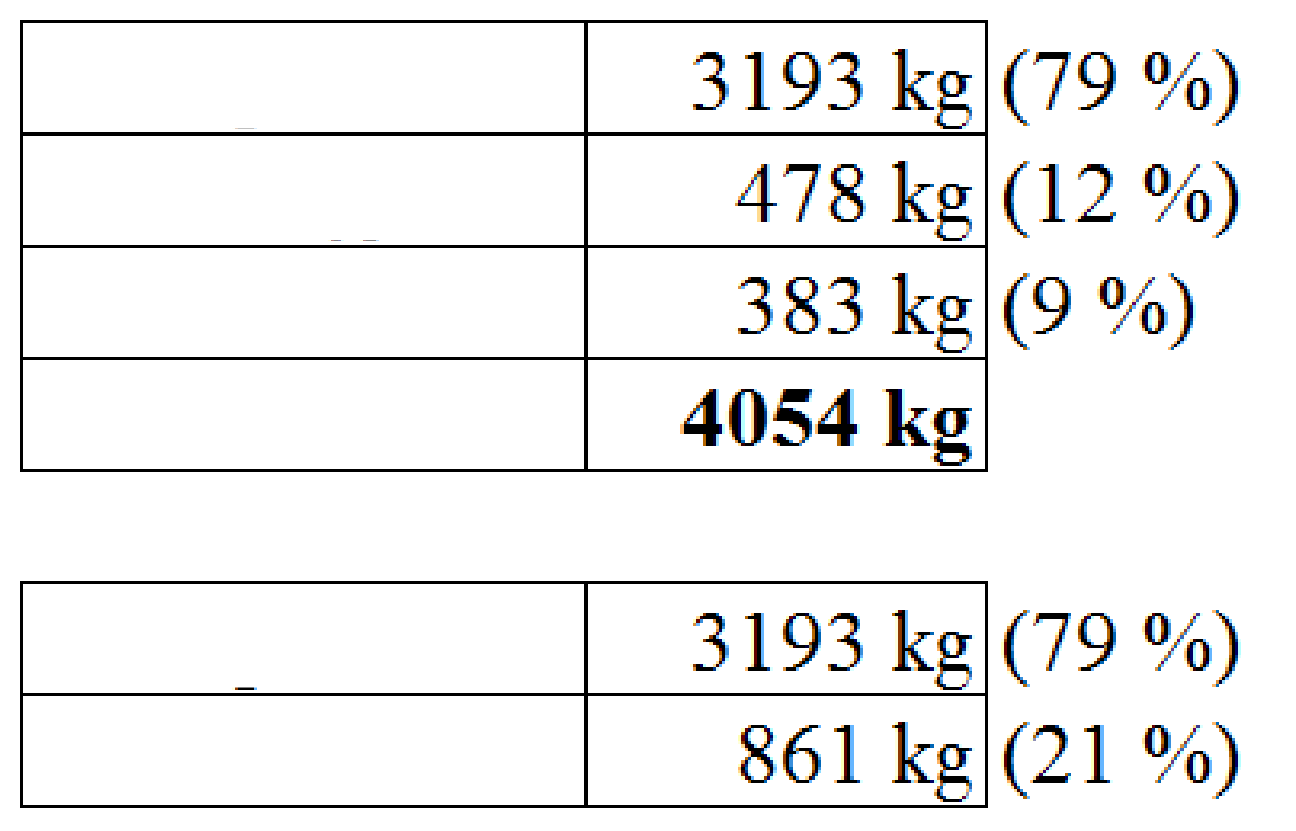 3193 kg (79 %)
478 kg (12 %)
383 kg (9 %)
4054 kg
3193 kg (79 %)
861 kg (21 %)